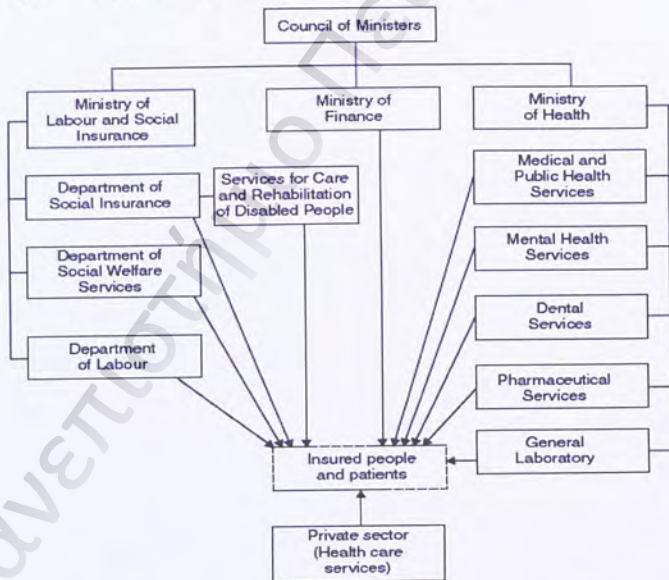 Council of Ministers
Ministry of
Labour and Social
Insurance
Ministry of
Finance
Ministry
of Health
Department of
Social Insurance
Services for Care
and Rehabilitation
of Disabled People
Medical and
Public Health
Services
Department of
Social Welfare
Services
Mental Health
Services
Dental
Services
Department
of Labour
Pharmaceutical
Services
Insured people
and patients
General
Laboratory
Private sector
(Health care
services)